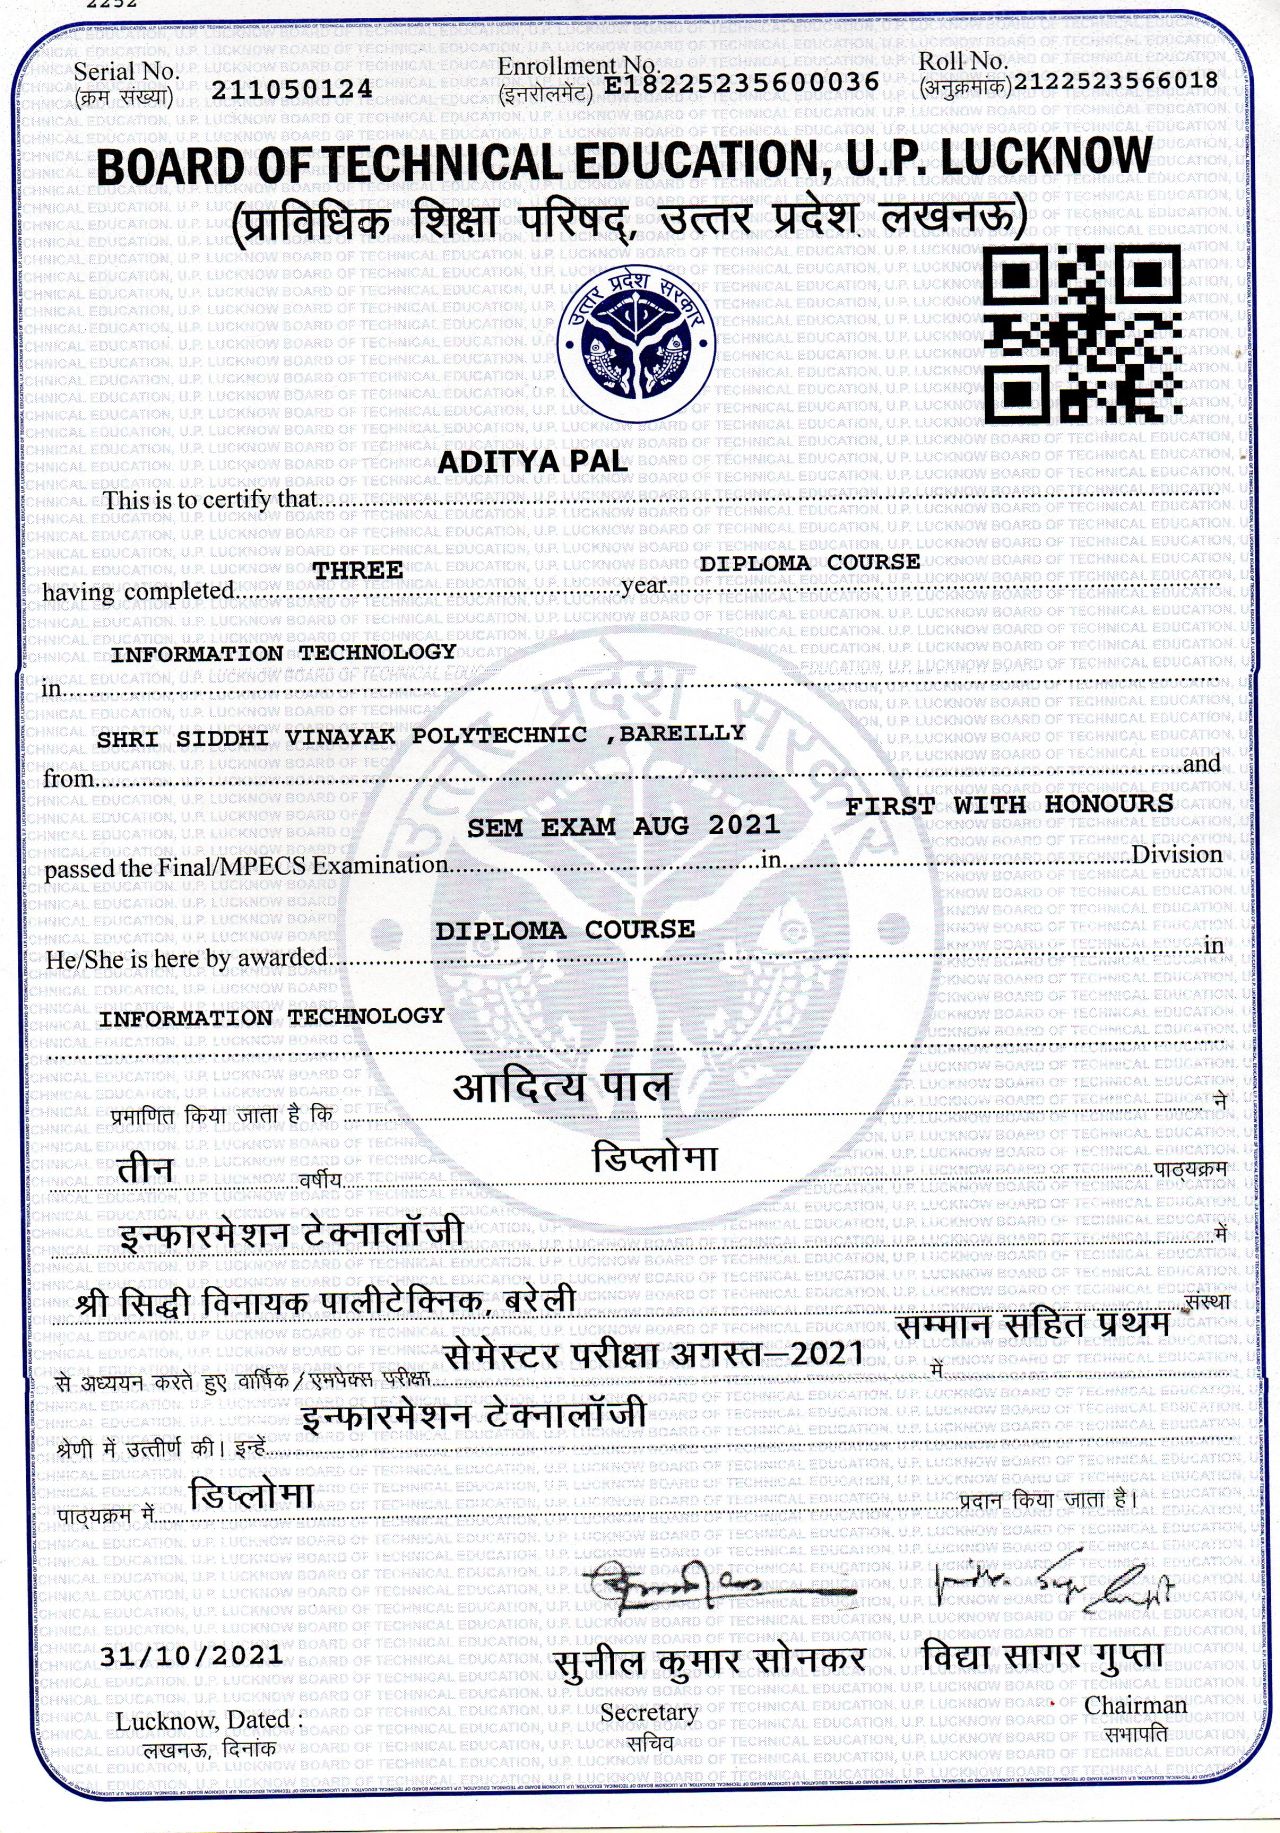 2252
Serial No. 211050124 Enrollment No. E18225235600036 Roll No. 2122523566018
(क्रम संख्या) (इनरोलमेंट) (अनुक्रमांक)
BOARD OF TECHNICAL EDUCATION, U.P. LUCKNOW
(प्राविधिक शिक्षा परिषद्, उत्तर प्रदेश, लखनऊ)
उत्तर प्रदेश सरकार
ADITYA PAL
This is to certify that
THREE DIPLOMA COURSE
having completed year
INFORMATION TECHNOLOGY
in
SHRI SIDDHI VINAYAK POLYTECHNIC ,BAREILLY
from and
SEM EXAM AUG 2021 FIRST WITH HONOURS
passed the Final/MPECS Examination in Division
DIPLOMA COURSE
He/She is here by awarded in
INFORMATION TECHNOLOGY
आदित्य पाल
प्रमाणित किया जाता है कि ने
तीन वर्षीय डिप्लोमा पाठ्यक्रम
इन्फारमेशन टेक्नालॉजी में
श्री सिद्धी विनायक पालीटेक्निक, बरेली संस्था
सेमेस्टर परीक्षा अगस्त–2021 सम्मान सहित प्रथम
से अध्ययन करते हुए वार्षिक/एमपेक्स परीक्षा में
इन्फारमेशन टेक्नालॉजी
श्रेणी में उत्तीर्ण की। इन्हें
डिप्लोमा
पाठ्यक्रम में प्रदान किया जाता है।
31/10/2021 सुनील कुमार सोनकर विद्या सागर गुप्ता
Lucknow, Dated : Secretary Chairman
लखनऊ, दिनांक सचिव सभापति